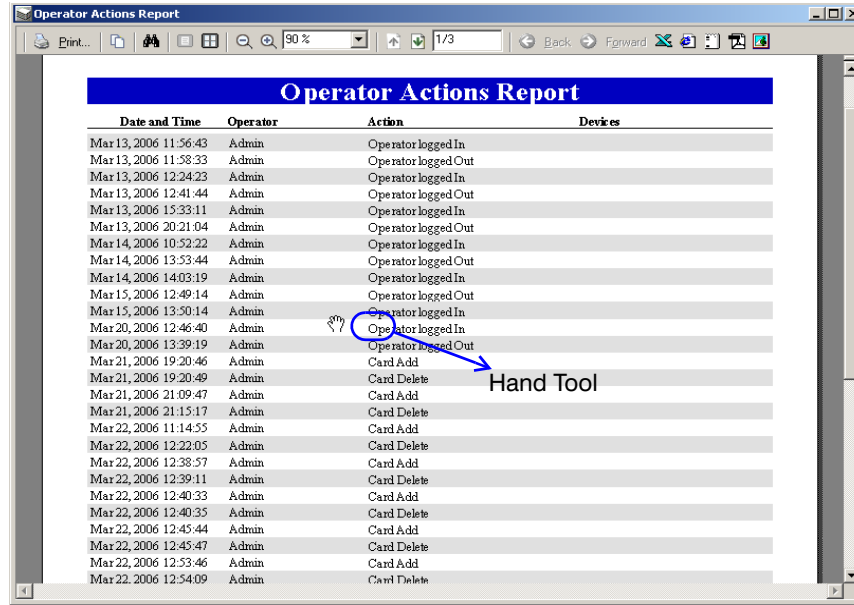 Operator Actions Report
Print... 90 % 1/3 Back Forward
Operator Actions Report
Date and Time Operator Action Devices
Mar 13, 2006 11:56:43 Admin Operator logged In
Mar 13, 2006 11:58:33 Admin Operator logged Out
Mar 13, 2006 12:24:23 Admin Operator logged In
Mar 13, 2006 12:41:44 Admin Operator logged Out
Mar 13, 2006 15:33:11 Admin Operator logged In
Mar 13, 2006 20:21:04 Admin Operator logged Out
Mar 14, 2006 10:52:22 Admin Operator logged In
Mar 14, 2006 13:53:44 Admin Operator logged Out
Mar 14, 2006 14:03:19 Admin Operator logged In
Mar 15, 2006 12:49:14 Admin Operator logged Out
Mar 15, 2006 13:50:14 Admin Operator logged In
Mar 20, 2006 12:46:40 Admin Operator logged In
Mar 20, 2006 13:39:19 Admin Operator logged Out
Mar 21, 2006 19:20:46 Admin Card Add
Mar 21, 2006 19:20:49 Admin Card Delete
Hand Tool
Mar 21, 2006 21:09:47 Admin Card Add
Mar 21, 2006 21:15:17 Admin Card Delete
Mar 22, 2006 11:14:55 Admin Card Add
Mar 22, 2006 12:22:05 Admin Card Delete
Mar 22, 2006 12:38:57 Admin Card Add
Mar 22, 2006 12:39:11 Admin Card Delete
Mar 22, 2006 12:40:33 Admin Card Add
Mar 22, 2006 12:40:35 Admin Card Delete
Mar 22, 2006 12:45:44 Admin Card Add
Mar 22, 2006 12:45:47 Admin Card Delete
Mar 22, 2006 12:53:46 Admin Card Add
Mar 22, 2006 12:54:09 Admin Card Delete